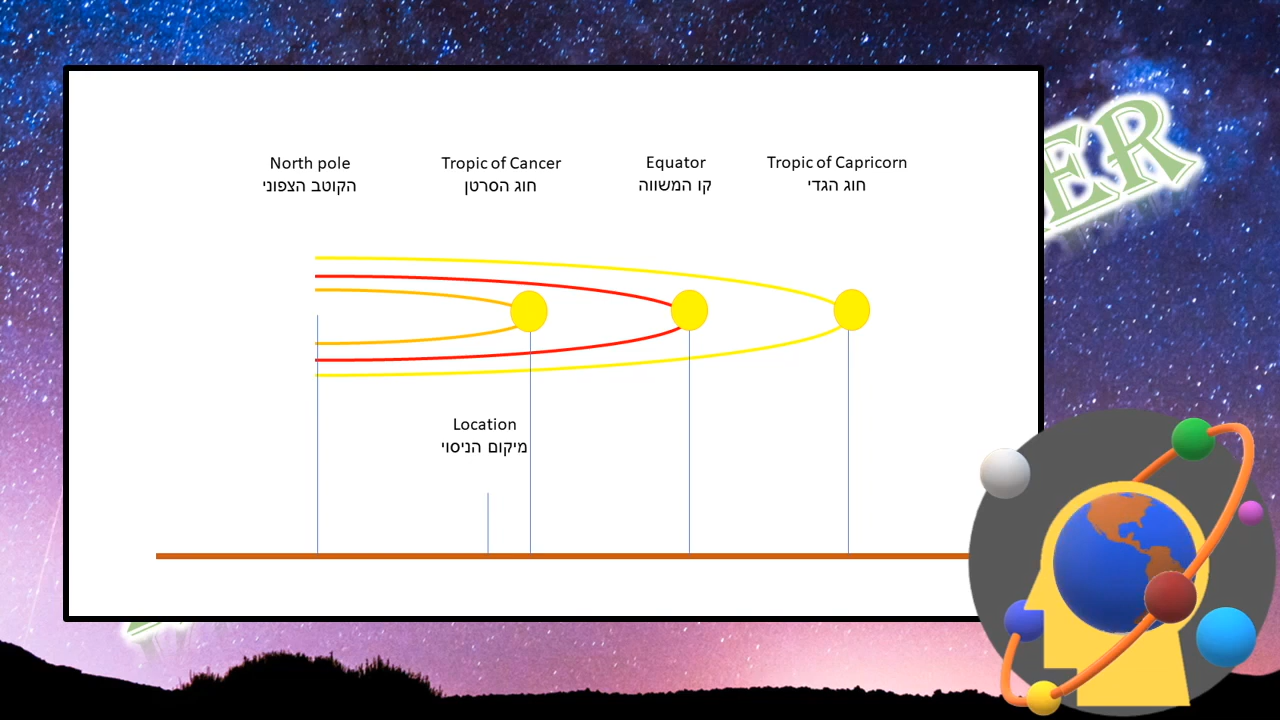 North pole
הקוטב הצפוני
Tropic of Cancer
חוג הסרטן
Equator
קו המשווה
Tropic of Capricorn
חוג הגדי
Location
מיקום הניסוי